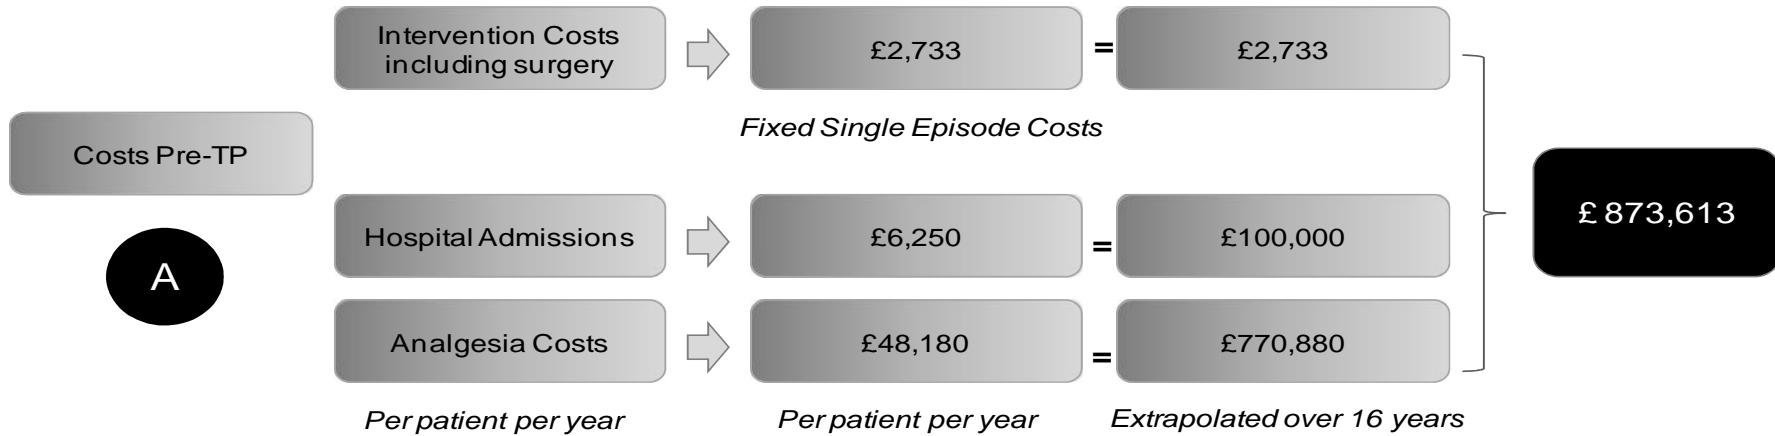 Intervention Costs
including surgery
£2,733
=
£2,733
Fixed Single Episode Costs
Costs Pre-TP
A
Hospital Admissions
£6,250
=
£100,000
£ 873,613
Analgesia Costs
£48,180
=
£770,880
Per patient per year
Per patient per year
Extrapolated over 16 years